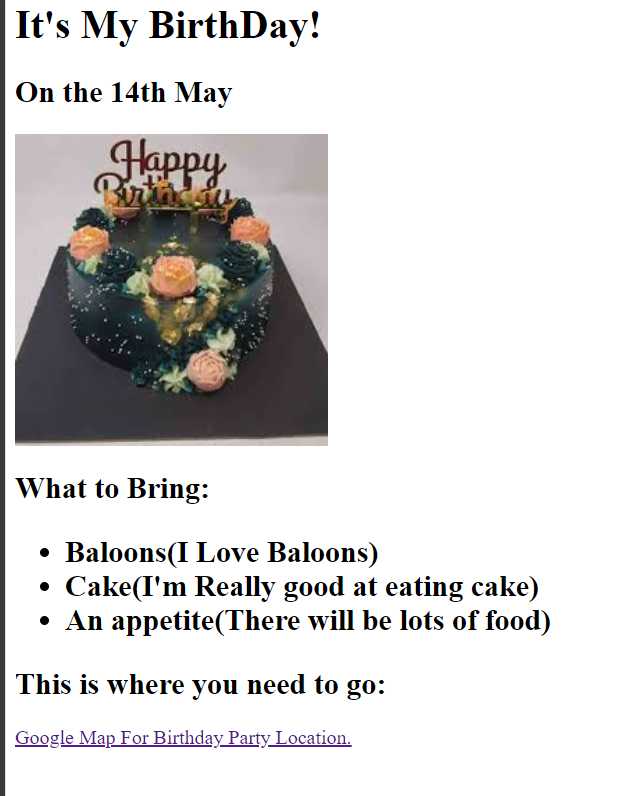 It's My BirthDay!
On the 14th May
Happy
Birthday
What to Bring:
Baloons(I Love Baloons)
Cake(I'm Really good at eating cake)
An appetite(There will be lots of food)
This is where you need to go:
Google Map For Birthday Party Location.